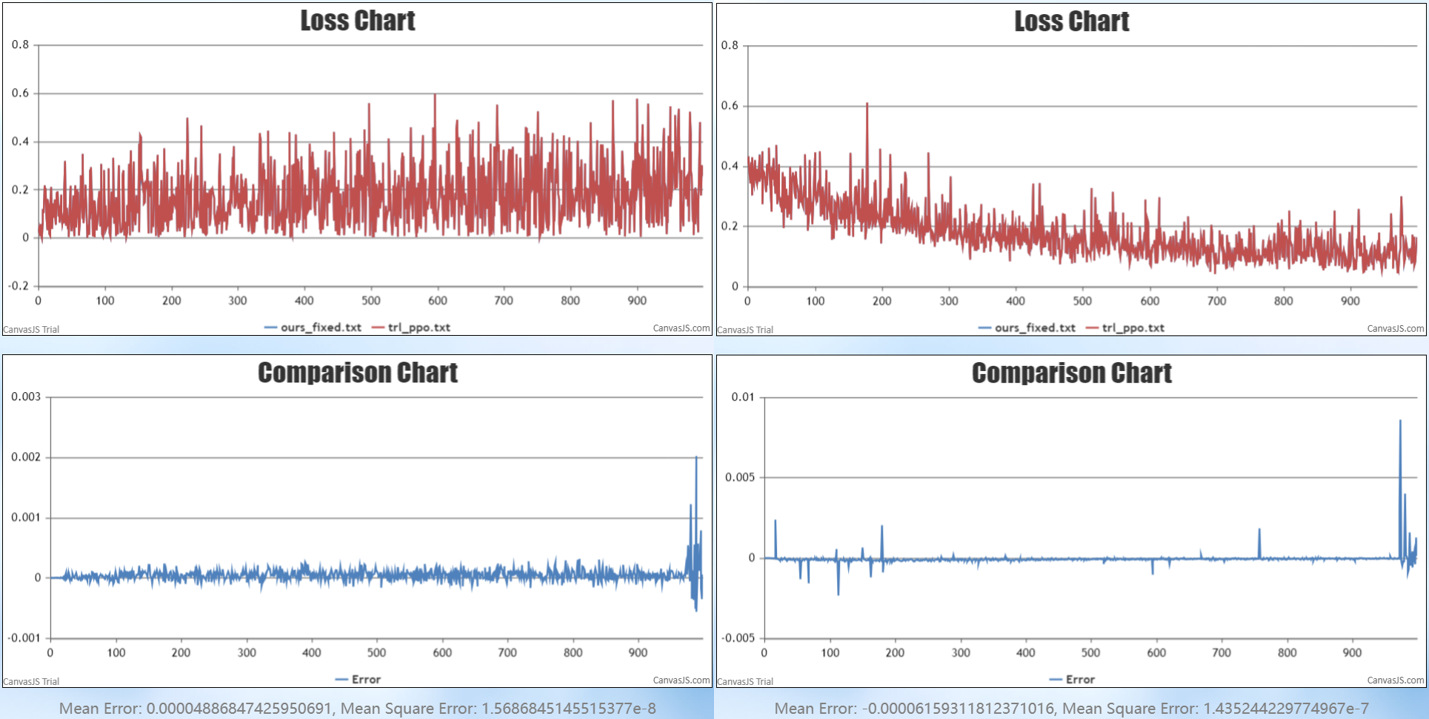 Loss Chart
0.8
0.6
0.4
0.2
0
-0.2
0 100 200 300 400 500 600 700 800 900
ours_fixed.txt trl_ppo.txt
CanvasJS Trial CanvasJS.com
Loss Chart
0.8
0.6
0.4
0.2
0
0 100 200 300 400 500 600 700 800 900
ours_fixed.txt trl_ppo.txt
CanvasJS Trial CanvasJS.com
Comparison Chart
0.003
0.002
0.001
0
-0.001
0 100 200 300 400 500 600 700 800 900
Error
CanvasJS Trial CanvasJS.com
Mean Error: 0.00004886847425950691, Mean Square Error: 1.5686845145515377e-8
Comparison Chart
0.01
0.005
0
-0.005
0 100 200 300 400 500 600 700 800 900
Error
CanvasJS Trial CanvasJS.com
Mean Error: -0.00006159311812371016, Mean Square Error: 1.4352442297749​67e-7